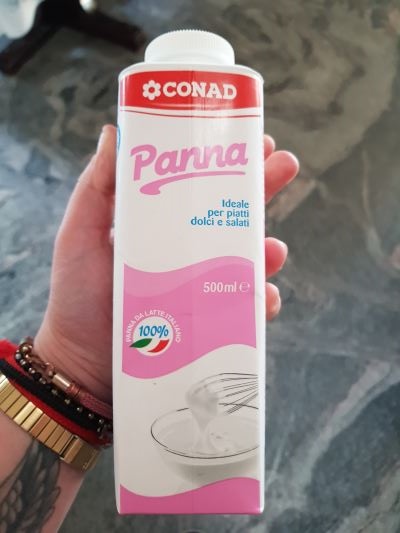 CONAD
Panna
Ideale
per piatti
dolci e salati
500ml e
PANNA DA LATTE ITALIANO
100%